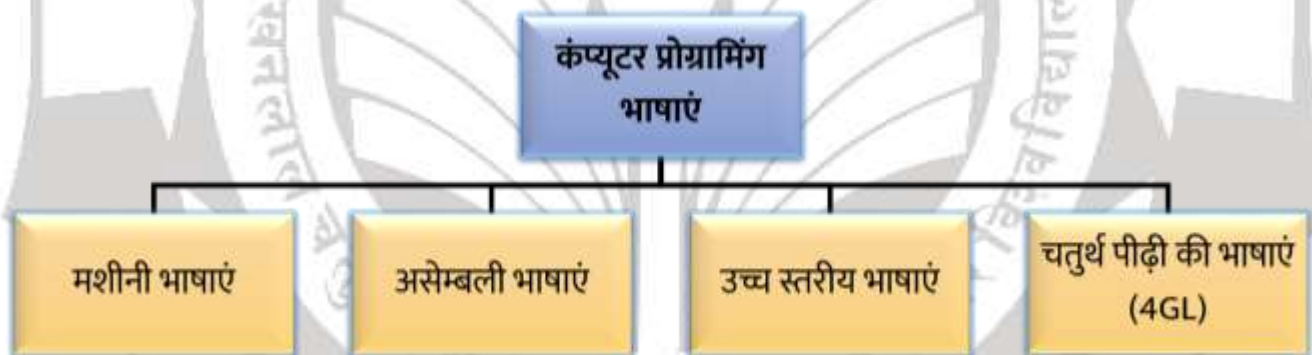 कंप्यूटर प्रोग्रामिंग
भाषाएं
मशीनी भाषाएं
असेम्बली भाषाएं
उच्च स्तरीय भाषाएं
चतुर्थ पीढ़ी की भाषाएं
(4GL)